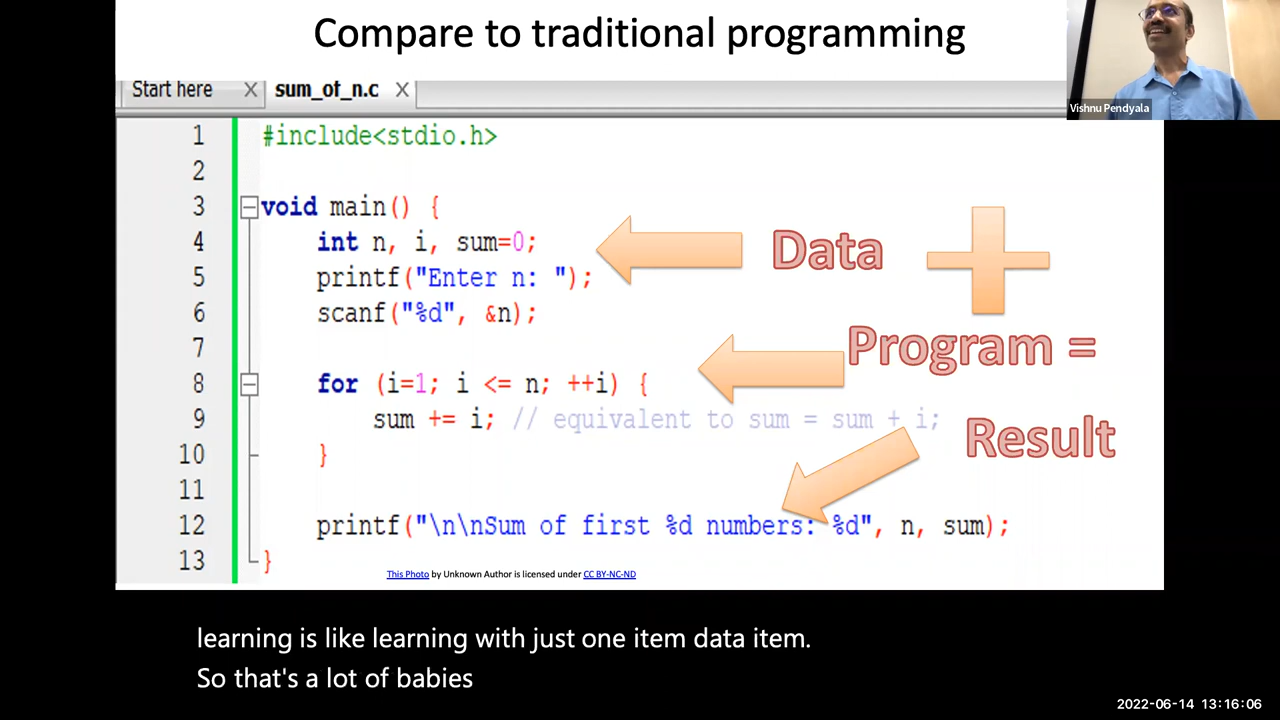 Compare to traditional programming
Vishnu Pendyala
Start here X sum_of_n.c X
1 #include<stdio.h>
2
3 void main() {
4 int n, i, sum=0;
5 printf("Enter n: ");
6 scanf("%d", &n);
7
8 for (i=1; i <= n; ++i) {
9 sum += i; // equivalent to sum = sum + i;
10 }
11
12 printf("\n\nSum of first %d numbers: %d", n, sum);
13 }
Data +
Program =
Result
This Photo by Unknown Author is licensed under CC BY-NC-ND
learning is like learning with just one item data item.
So that's a lot of babies
2022-06-14 13:16:06